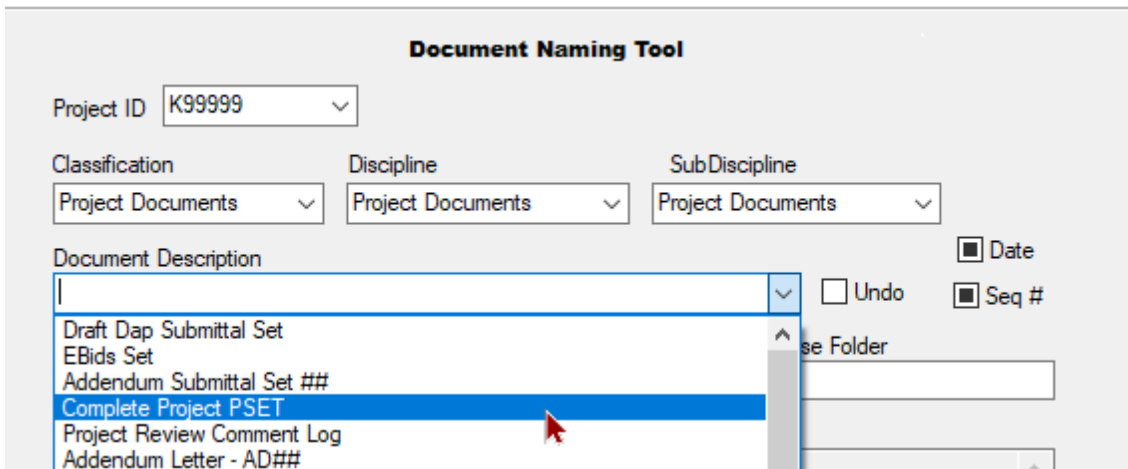 Document Naming Tool
Project ID K99999
Classification Discipline SubDiscipline
Project Documents Project Documents Project Documents
Date
Document Description
Undo Seq #
Draft Dap Submittal Set
se Folder
EBids Set
Addendum Submittal Set ##
Complete Project PSET
Project Review Comment Log
Addendum Letter - AD##